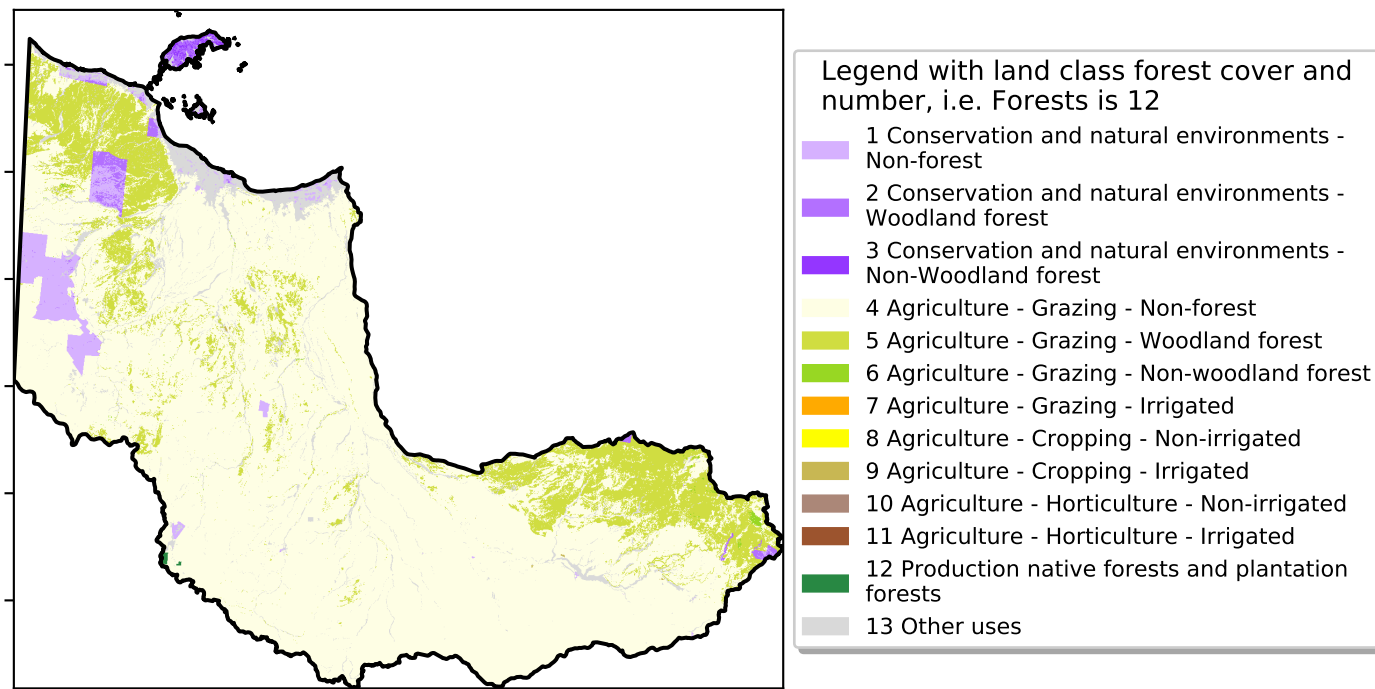 Legend with land class forest cover and
number, i.e. Forests is 12
1 Conservation and natural environments -
Non-forest
2 Conservation and natural environments -
Woodland forest
3 Conservation and natural environments -
Non-Woodland forest
4 Agriculture - Grazing - Non-forest
5 Agriculture - Grazing - Woodland forest
6 Agriculture - Grazing - Non-woodland forest
7 Agriculture - Grazing - Irrigated
8 Agriculture - Cropping - Non-irrigated
9 Agriculture - Cropping - Irrigated
10 Agriculture - Horticulture - Non-irrigated
11 Agriculture - Horticulture - Irrigated
12 Production native forests and plantation
forests
13 Other uses